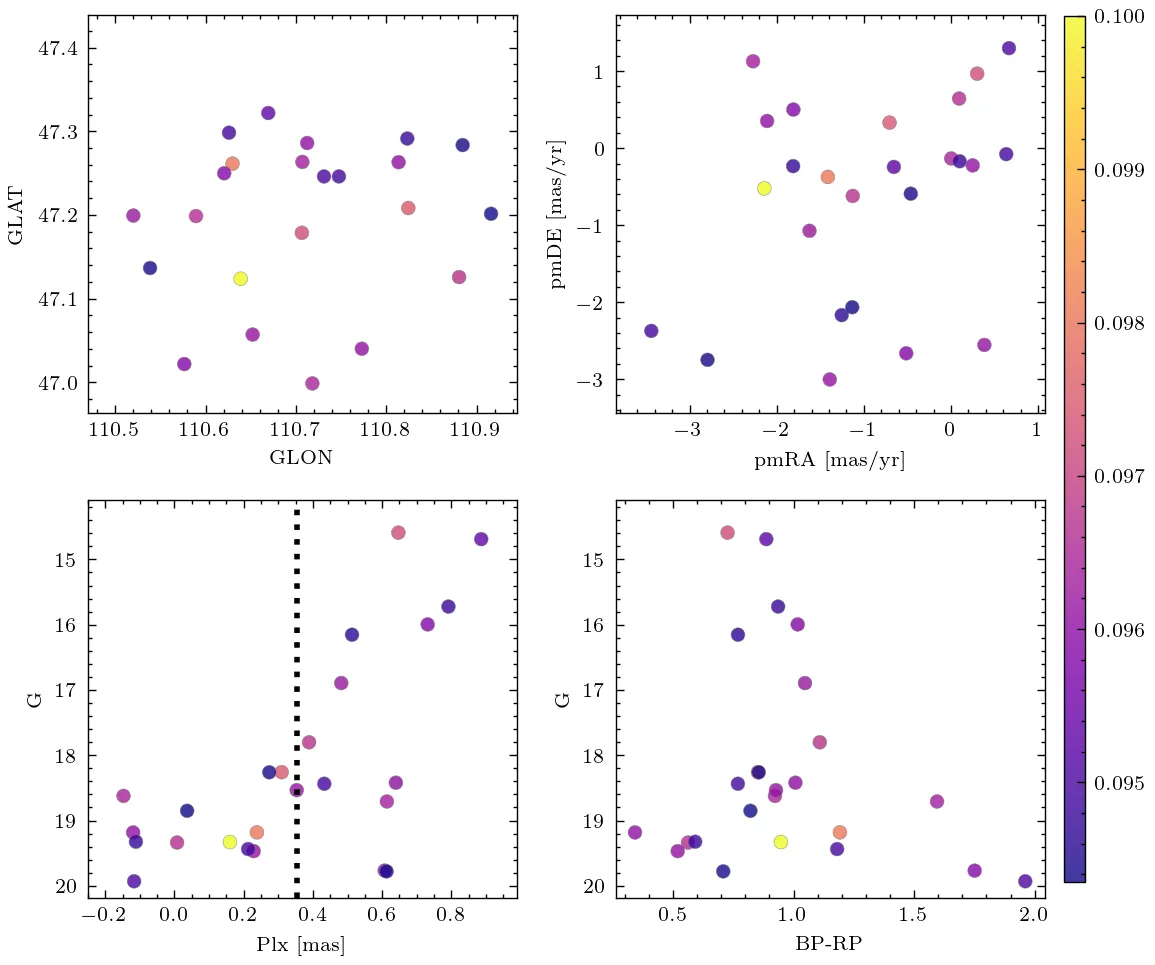 47.4
47.3
47.2
47.1
47.0
GLAT
110.5 110.6 110.7 110.8 110.9
GLON
1
0
−1
−2
−3
pmDE [mas/yr]
−3 −2 −1 0 1
pmRA [mas/yr]
0.100
0.099
0.098
0.097
0.096
0.095
15
16
17
18
19
20
G
−0.2 0.0 0.2 0.4 0.6 0.8
Plx [mas]
15
16
17
18
19
20
G
0.5 1.0 1.5 2.0
BP-RP